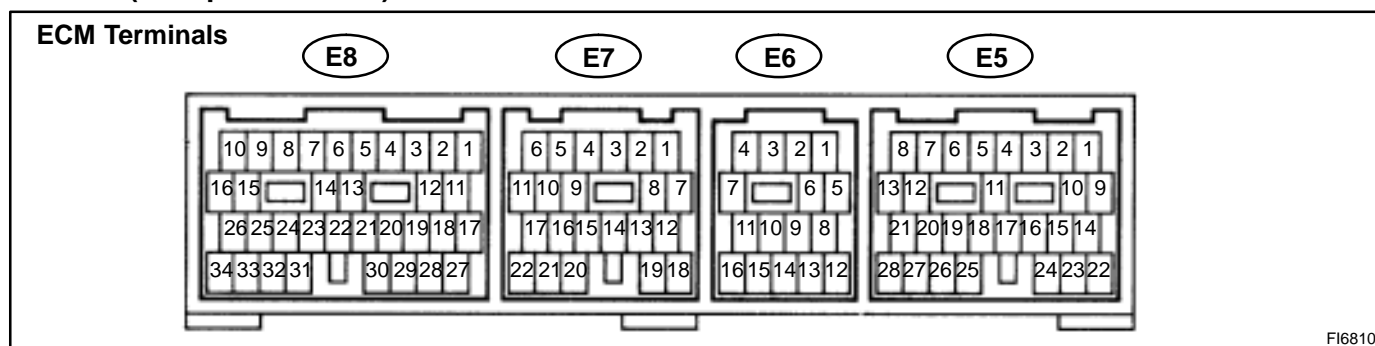 ECM Terminals
E8 E7 E6 E5
10 9 8 7 6 5 4 3 2 1 6 5 4 3 2 1 4 3 2 1 8 7 6 5 4 3 2 1
16 15 14 13 12 11 11 10 9 8 7 7 6 5 13 12 11 10 9
26 25 24 23 22 21 20 19 18 17 17 16 15 14 13 12 11 10 9 8 21 20 19 18 17 16 15 14
34 33 32 31 30 29 28 27 22 21 20 19 18 16 15 14 13 12 28 27 26 25 24 23 22
FI6810